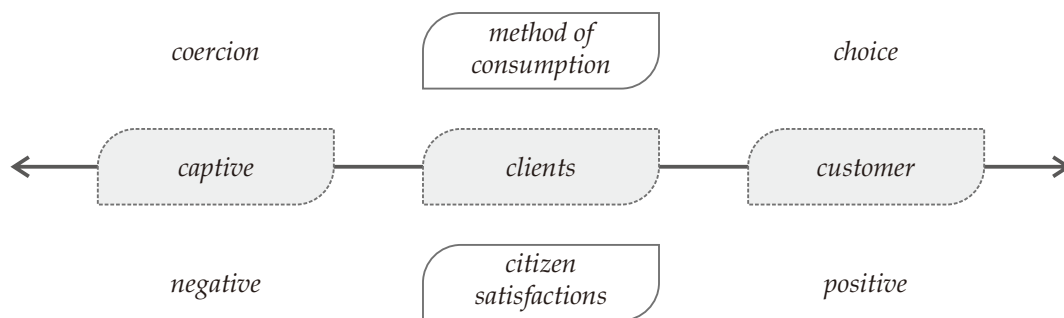 coercion
method of
consumption
choice
captive
clients
customer
negative
citizen
satisfactions
positive